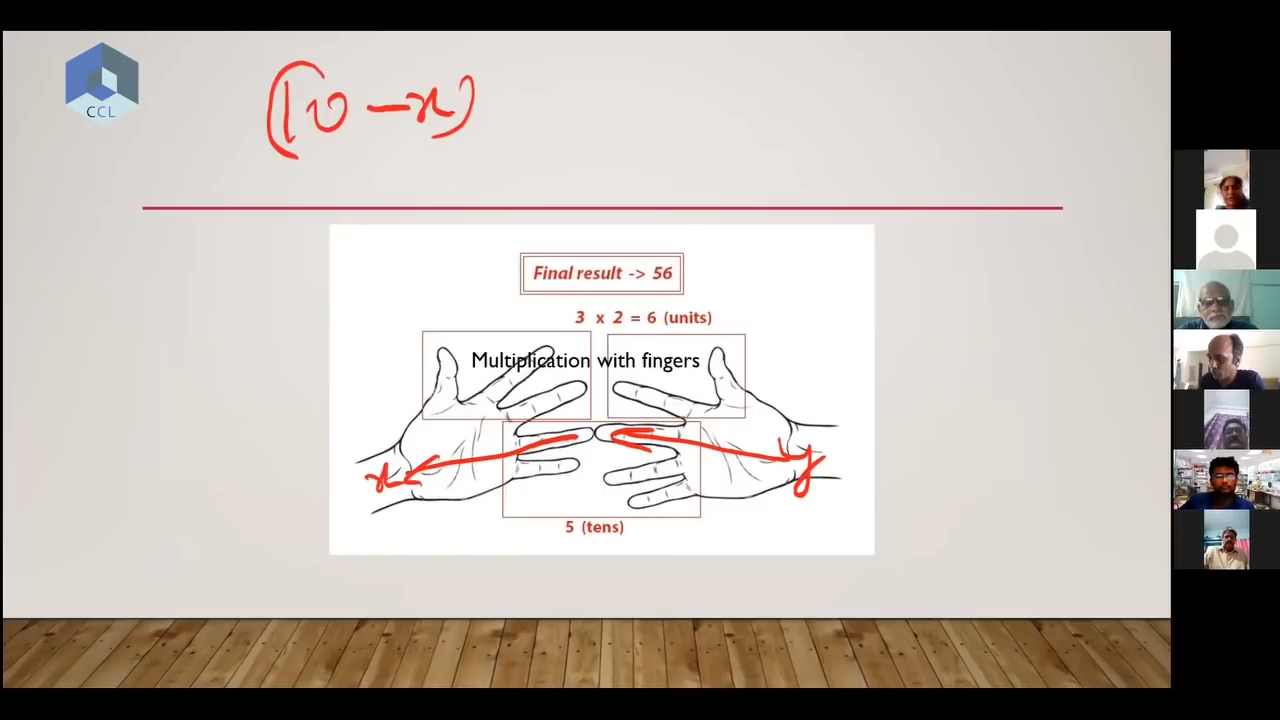 CCL
(10 - x)
Final result -> 56
3 x 2 = 6 (units)
Multiplication with fingers
x
y
5 (tens)